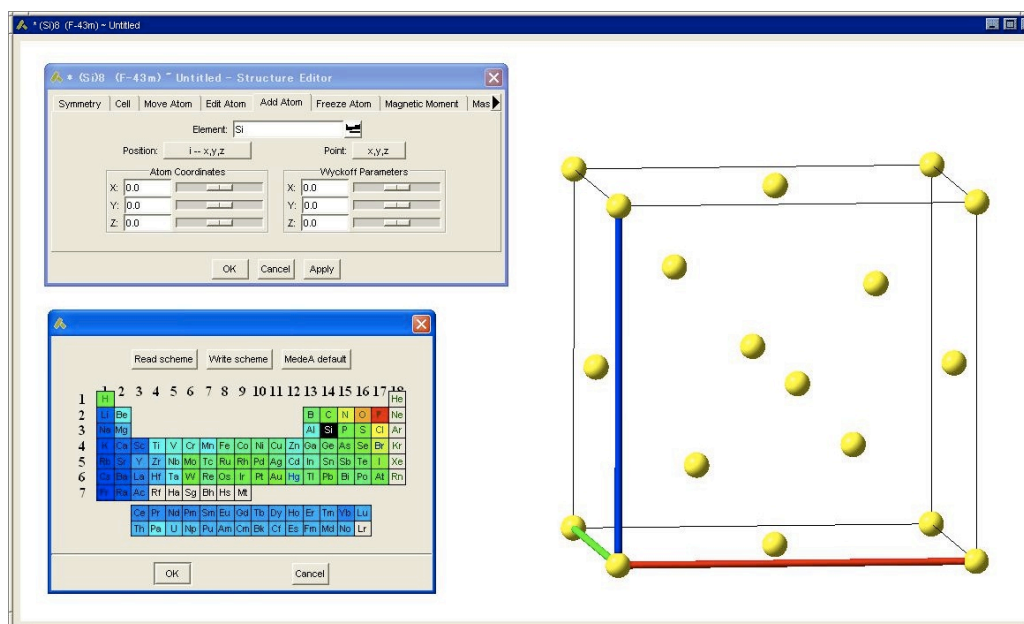 * (Si)8 (F-43m) ~ Untitled
* (Si)8 (F-43m) ~ Untitled - Structure Editor
Symmetry Cell Move Atom Edit Atom Add Atom Freeze Atom Magnetic Moment Mas
Element: Si
Position: i -- x,y,z Point: x,y,z
Atom Coordinates Wyckoff Parameters
X: 0.0 X: 0.0
Y: 0.0 Y: 0.0
Z: 0.0 Z: 0.0
OK Cancel Apply
Read scheme Write scheme MedeA default
1 2 3 4 5 6 7 8 9 10 11 12 13 14 15 16 17 18
1 H He
2 Li Be B C N O F Ne
3 Na Mg Al Si P S Cl Ar
4 K Ca Sc Ti V Cr Mn Fe Co Ni Cu Zn Ga Ge As Se Br Kr
5 Rb Sr Y Zr Nb Mo Tc Ru Rh Pd Ag Cd In Sn Sb Te I Xe
6 Cs Ba La Hf Ta W Re Os Ir Pt Au Hg Tl Pb Bi Po At Rn
7 Fr Ra Ac Rf Ha Sg Bh Hs Mt
Ce Pr Nd Pm Sm Eu Gd Tb Dy Ho Er Tm Yb Lu
Th Pa U Np Pu Am Cm Bk Cf Es Fm Md No Lr
OK Cancel